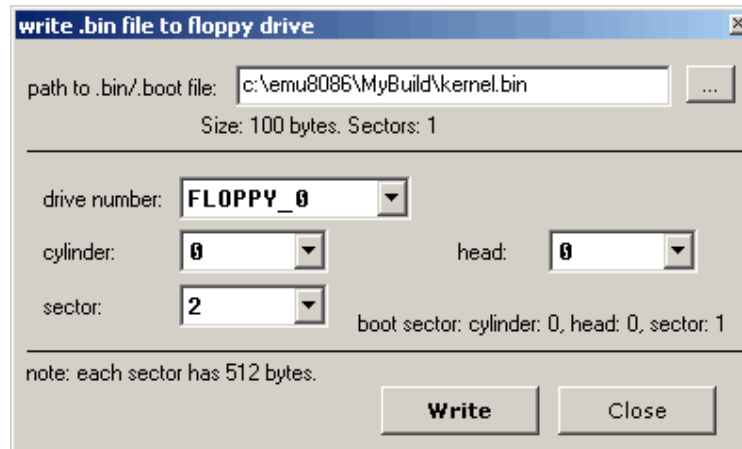 write .bin file to floppy drive
path to .bin/.boot file: c:\emu8086\MyBuild\kernel.bin ...
Size: 100 bytes. Sectors: 1
drive number: FLOPPY_0
cylinder: 0 head: 0
sector: 2
boot sector: cylinder: 0, head: 0, sector: 1
note: each sector has 512 bytes.
Write Close